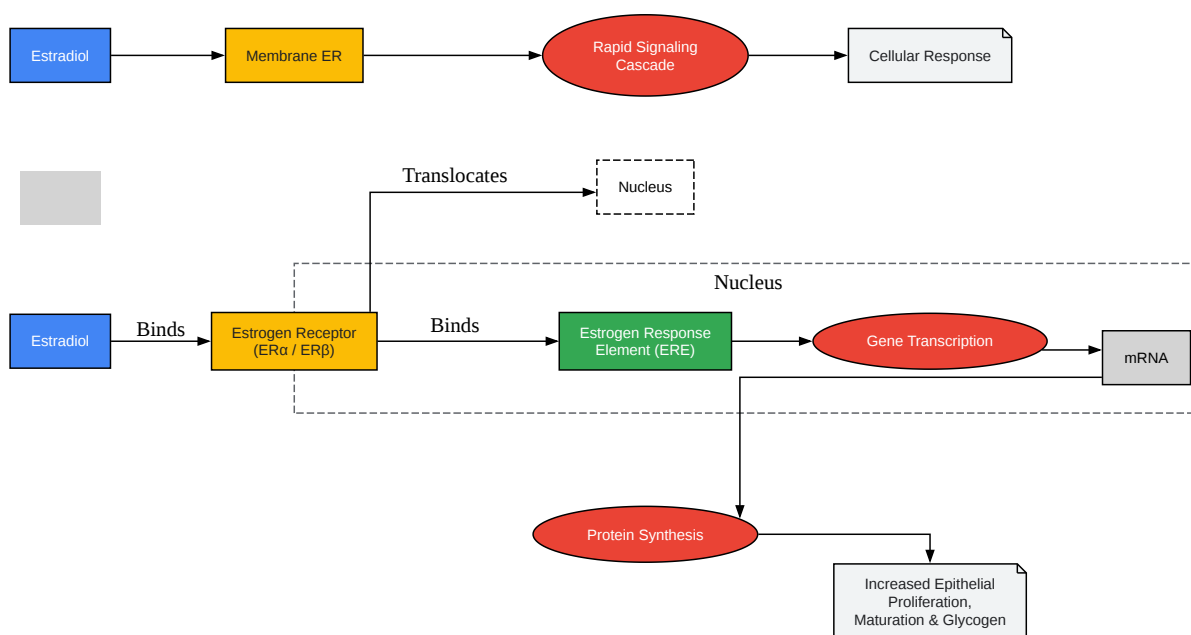 Estradiol
Membrane ER
Rapid Signaling
Cascade
Cellular Response
Translocates
Nucleus
Nucleus
Estradiol
Binds
Estrogen Receptor
(ERα / ERβ)
Binds
Estrogen Response
Element (ERE)
Gene Transcription
mRNA
Protein Synthesis
Increased Epithelial
Proliferation,
Maturation & Glycogen